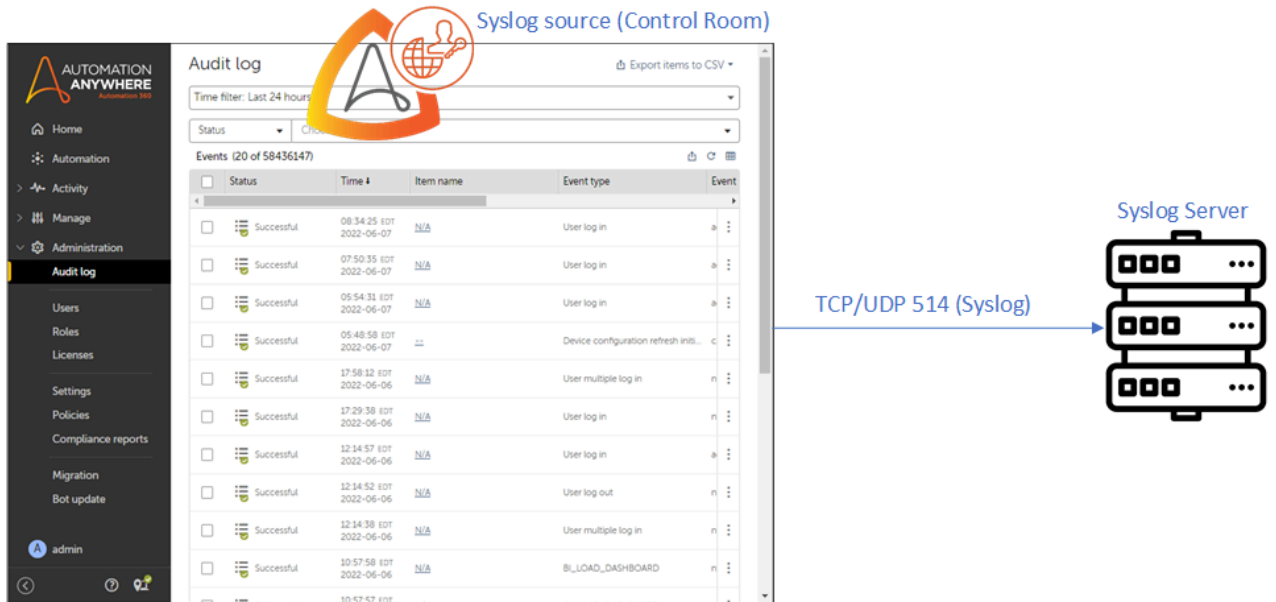 Syslog source (Control Room)
AUTOMATION
ANYWHERE
Automation 360
Home
Automation
Activity
Manage
Administration
Audit log
Users
Roles
Licenses
Settings
Policies
Compliance reports
Migration
Bot update
A admin
Audit log
Export items to CSV
Time filter: Last 24 hours
Status
Events (20 of 58436147)
Status Time Item name Event type Event
Successful 08:34:25 EDT 2022-06-07 N/A User log in a
Successful 07:50:35 EDT 2022-06-07 N/A User log in a
Successful 05:54:31 EDT 2022-06-07 N/A User log in a
Successful 05:48:58 EDT 2022-06-07 -- Device configuration refresh initi... c
Successful 17:58:12 EDT 2022-06-06 N/A User multiple log in n
Successful 17:29:38 EDT 2022-06-06 N/A User log in n
Successful 12:14:57 EDT 2022-06-06 N/A User log in a
Successful 12:14:52 EDT 2022-06-06 N/A User log out n
Successful 12:14:38 EDT 2022-06-06 N/A User multiple log in n
Successful 10:57:58 EDT 2022-06-06 N/A BI_LOAD_DASHBOARD n
10:57:57 EDT
TCP/UDP 514 (Syslog)
Syslog Server